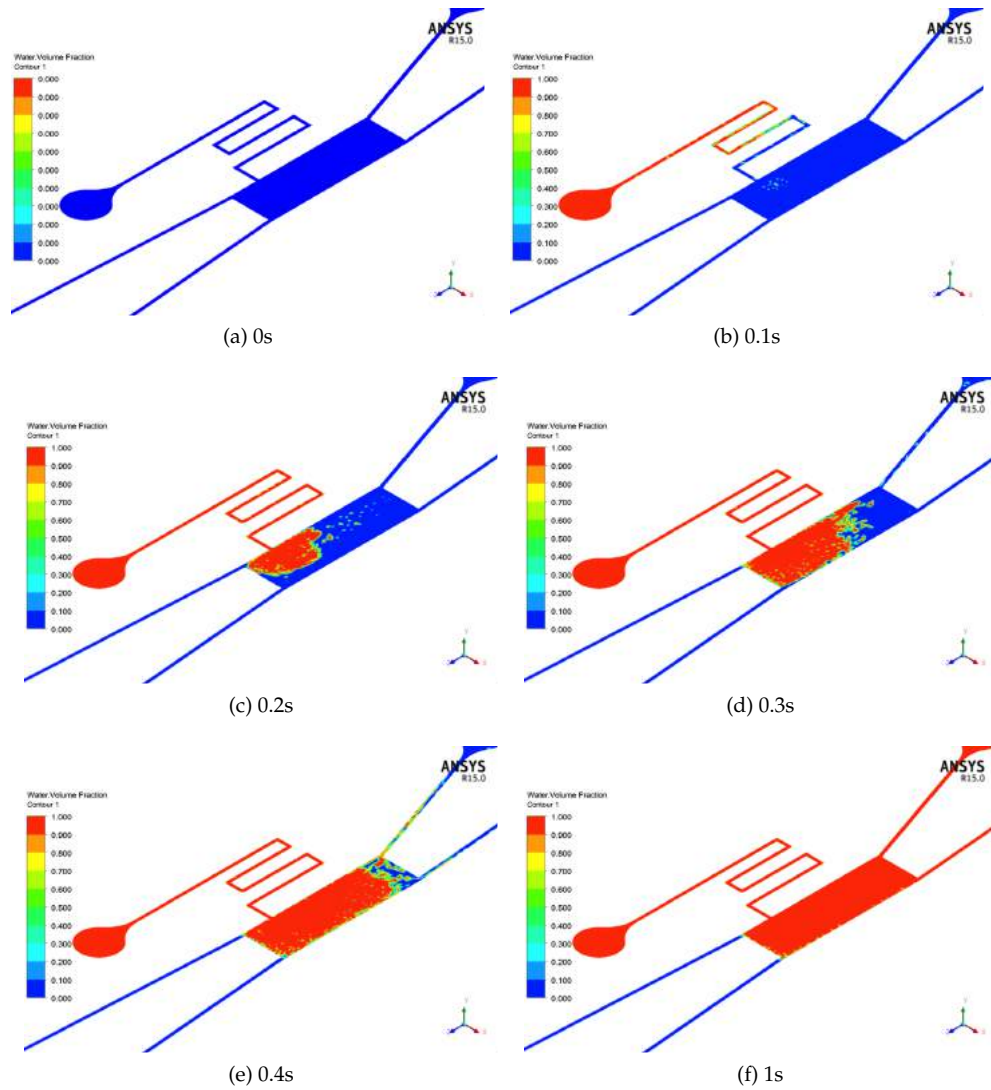 ANSYS
R15.0
Water.Volume Fraction
Contour 1
0.000
0.000
0.000
0.000
0.000
0.000
0.000
0.000
0.000
0.000
0.000
Y
Z
X
(a) 0s
ANSYS
R15.0
Water.Volume Fraction
Contour 1
1.000
0.900
0.800
0.700
0.600
0.500
0.400
0.300
0.200
0.100
0.000
Y
Z
X
(b) 0.1s
ANSYS
R15.0
Water.Volume Fraction
Contour 1
1.000
0.900
0.800
0.700
0.600
0.500
0.400
0.300
0.200
0.100
0.000
Y
Z
X
(c) 0.2s
ANSYS
R15.0
Water.Volume Fraction
Contour 1
1.000
0.900
0.800
0.700
0.600
0.500
0.400
0.300
0.200
0.100
0.000
Y
Z
X
(d) 0.3s
ANSYS
R15.0
Water.Volume Fraction
Contour 1
1.000
0.900
0.800
0.700
0.600
0.500
0.400
0.300
0.200
0.100
0.000
Y
Z
X
(e) 0.4s
ANSYS
R15.0
Water.Volume Fraction
Contour 1
1.000
0.900
0.800
0.700
0.600
0.500
0.400
0.300
0.200
0.100
0.000
Y
Z
X
(f) 1s